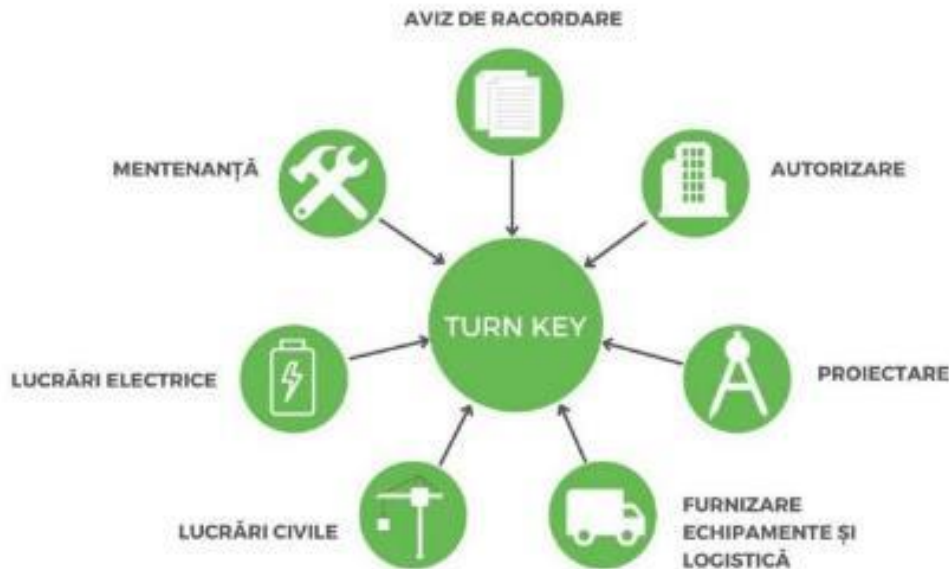 AVIZ DE RACORDARE
MENTENANȚĂ
AUTORIZARE
TURN KEY
LUCRĂRI ELECTRICE
PROIECTARE
LUCRĂRI CIVILE
FURNIZARE
ECHIPAMENTE ȘI
LOGISTICĂ